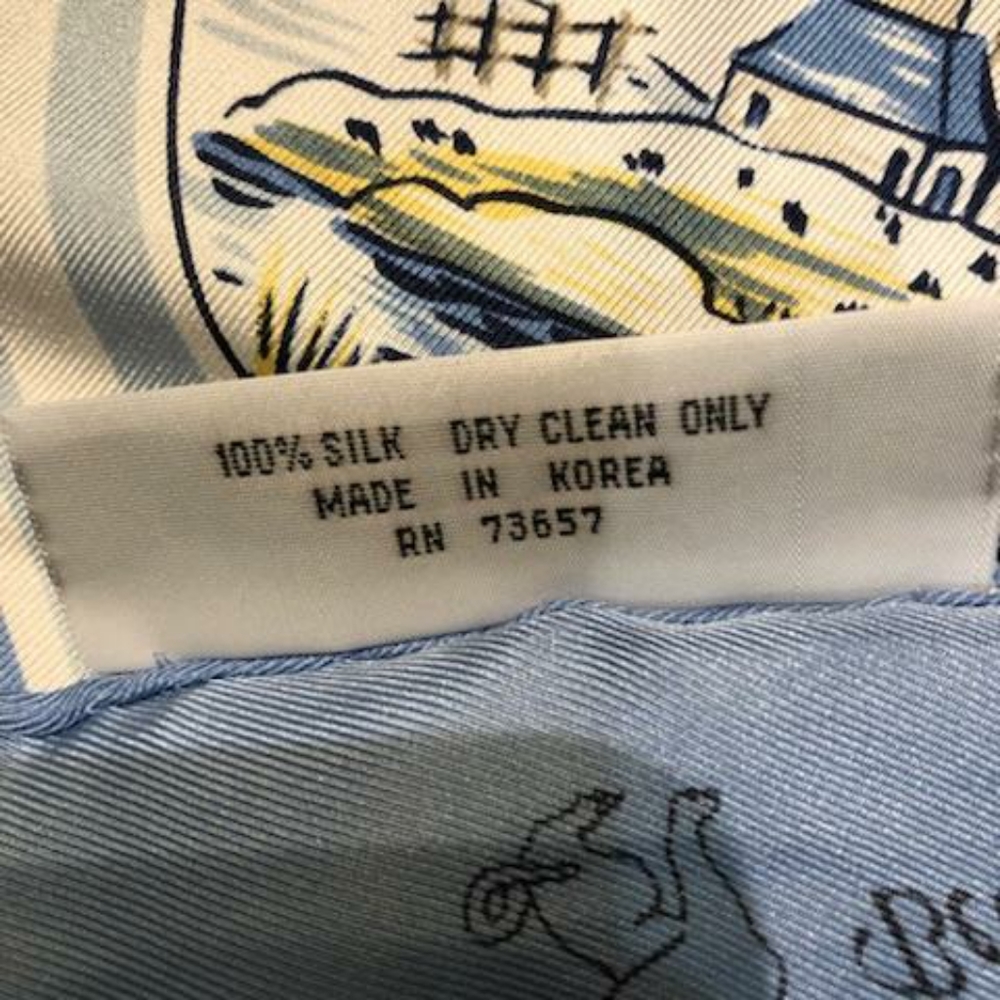 100% SILK DRY CLEAN ONLY
MADE IN KOREA
RN 73657